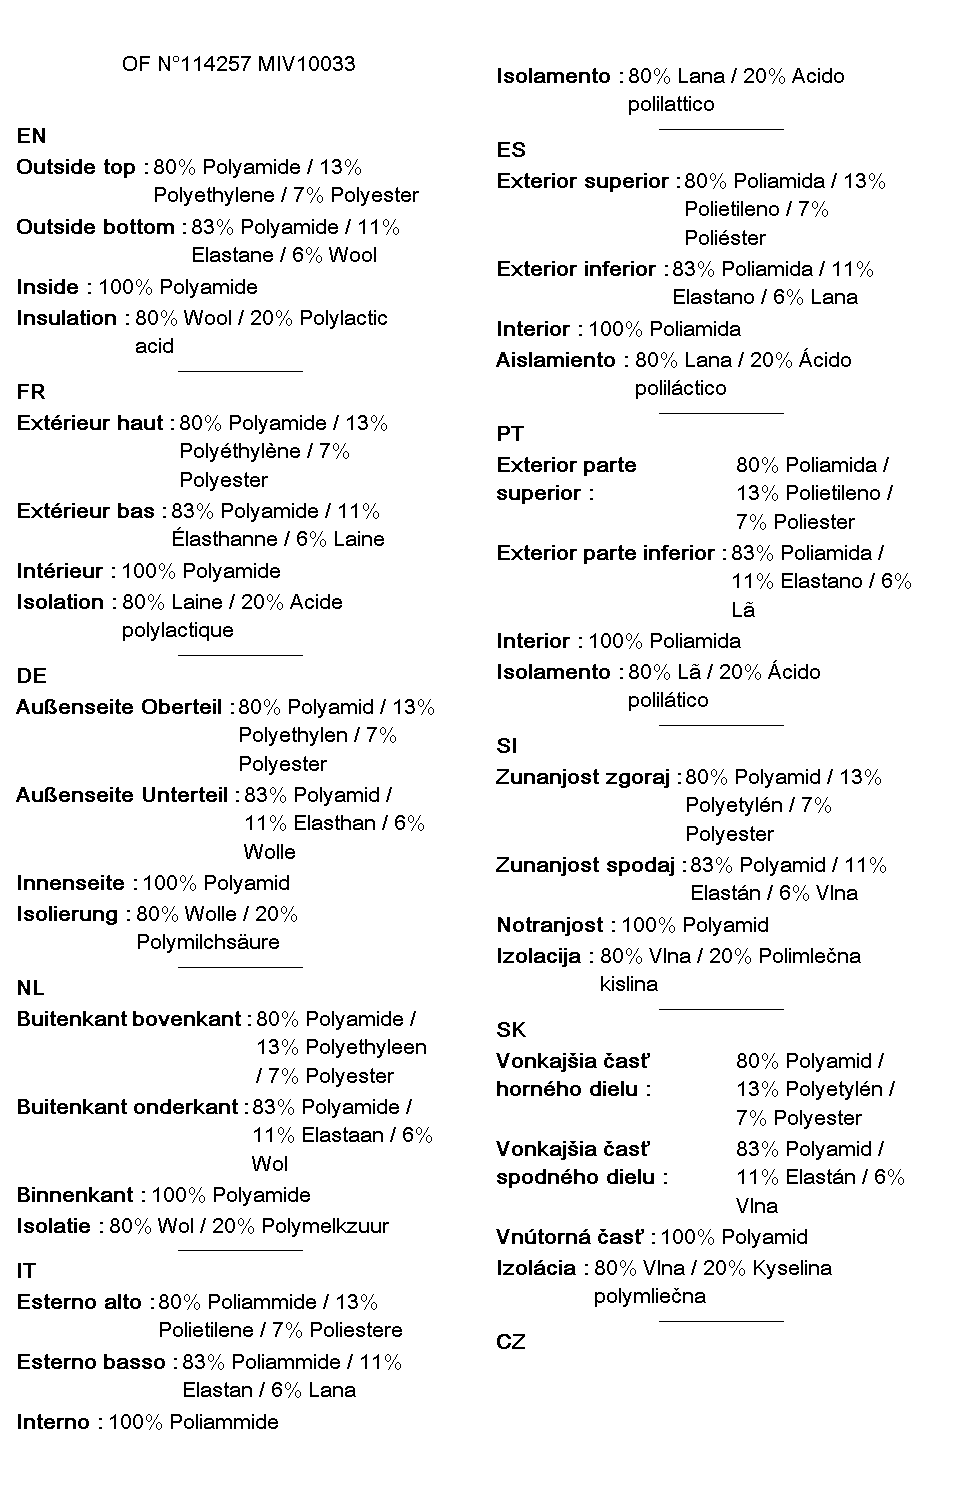 OF N°114257 MIV10033
EN
Outside top : 80% Polyamide / 13%
Polyethylene / 7% Polyester
Outside bottom : 83% Polyamide / 11%
Elastane / 6% Wool
Inside : 100% Polyamide
Insulation : 80% Wool / 20% Polylactic
acid
FR
Extérieur haut : 80% Polyamide / 13%
Polyéthylène / 7%
Polyester
Extérieur bas : 83% Polyamide / 11%
Élasthanne / 6% Laine
Intérieur : 100% Polyamide
Isolation : 80% Laine / 20% Acide
polylactique
DE
Außenseite Oberteil : 80% Polyamid / 13%
Polyethylen / 7%
Polyester
Außenseite Unterteil : 83% Polyamid /
11% Elasthan / 6%
Wolle
Innenseite : 100% Polyamid
Isolierung : 80% Wolle / 20%
Polymilchsäure
NL
Buitenkant bovenkant : 80% Polyamide /
13% Polyethyleen
/ 7% Polyester
Buitenkant onderkant : 83% Polyamide /
11% Elastaan / 6%
Wol
Binnenkant : 100% Polyamide
Isolatie : 80% Wol / 20% Polymelkzuur
IT
Esterno alto : 80% Poliammide / 13%
Polietilene / 7% Poliestere
Esterno basso : 83% Poliammide / 11%
Elastan / 6% Lana
Interno : 100% Poliammide
Isolamento : 80% Lana / 20% Acido
polilattico
ES
Exterior superior : 80% Poliamida / 13%
Polietileno / 7%
Poliéster
Exterior inferior : 83% Poliamida / 11%
Elastano / 6% Lana
Interior : 100% Poliamida
Aislamiento : 80% Lana / 20% Ácido
poliláctico
PT
Exterior parte 80% Poliamida /
superior : 13% Polietileno /
7% Poliester
Exterior parte inferior : 83% Poliamida /
11% Elastano / 6%
Lã
Interior : 100% Poliamida
Isolamento : 80% Lã / 20% Ácido
polilático
SI
Zunanjost zgoraj : 80% Polyamid / 13%
Polyetylén / 7%
Polyester
Zunanjost spodaj : 83% Polyamid / 11%
Elastán / 6% Vlna
Notranjost : 100% Polyamid
Izolacija : 80% Vlna / 20% Polimlečna
kislina
SK
Vonkajšia časť 80% Polyamid /
horného dielu : 13% Polyetylén /
7% Polyester
Vonkajšia časť 83% Polyamid /
spodného dielu : 11% Elastán / 6%
Vlna
Vnútorná časť : 100% Polyamid
Izolácia : 80% Vlna / 20% Kyselina
polymliečna
CZ